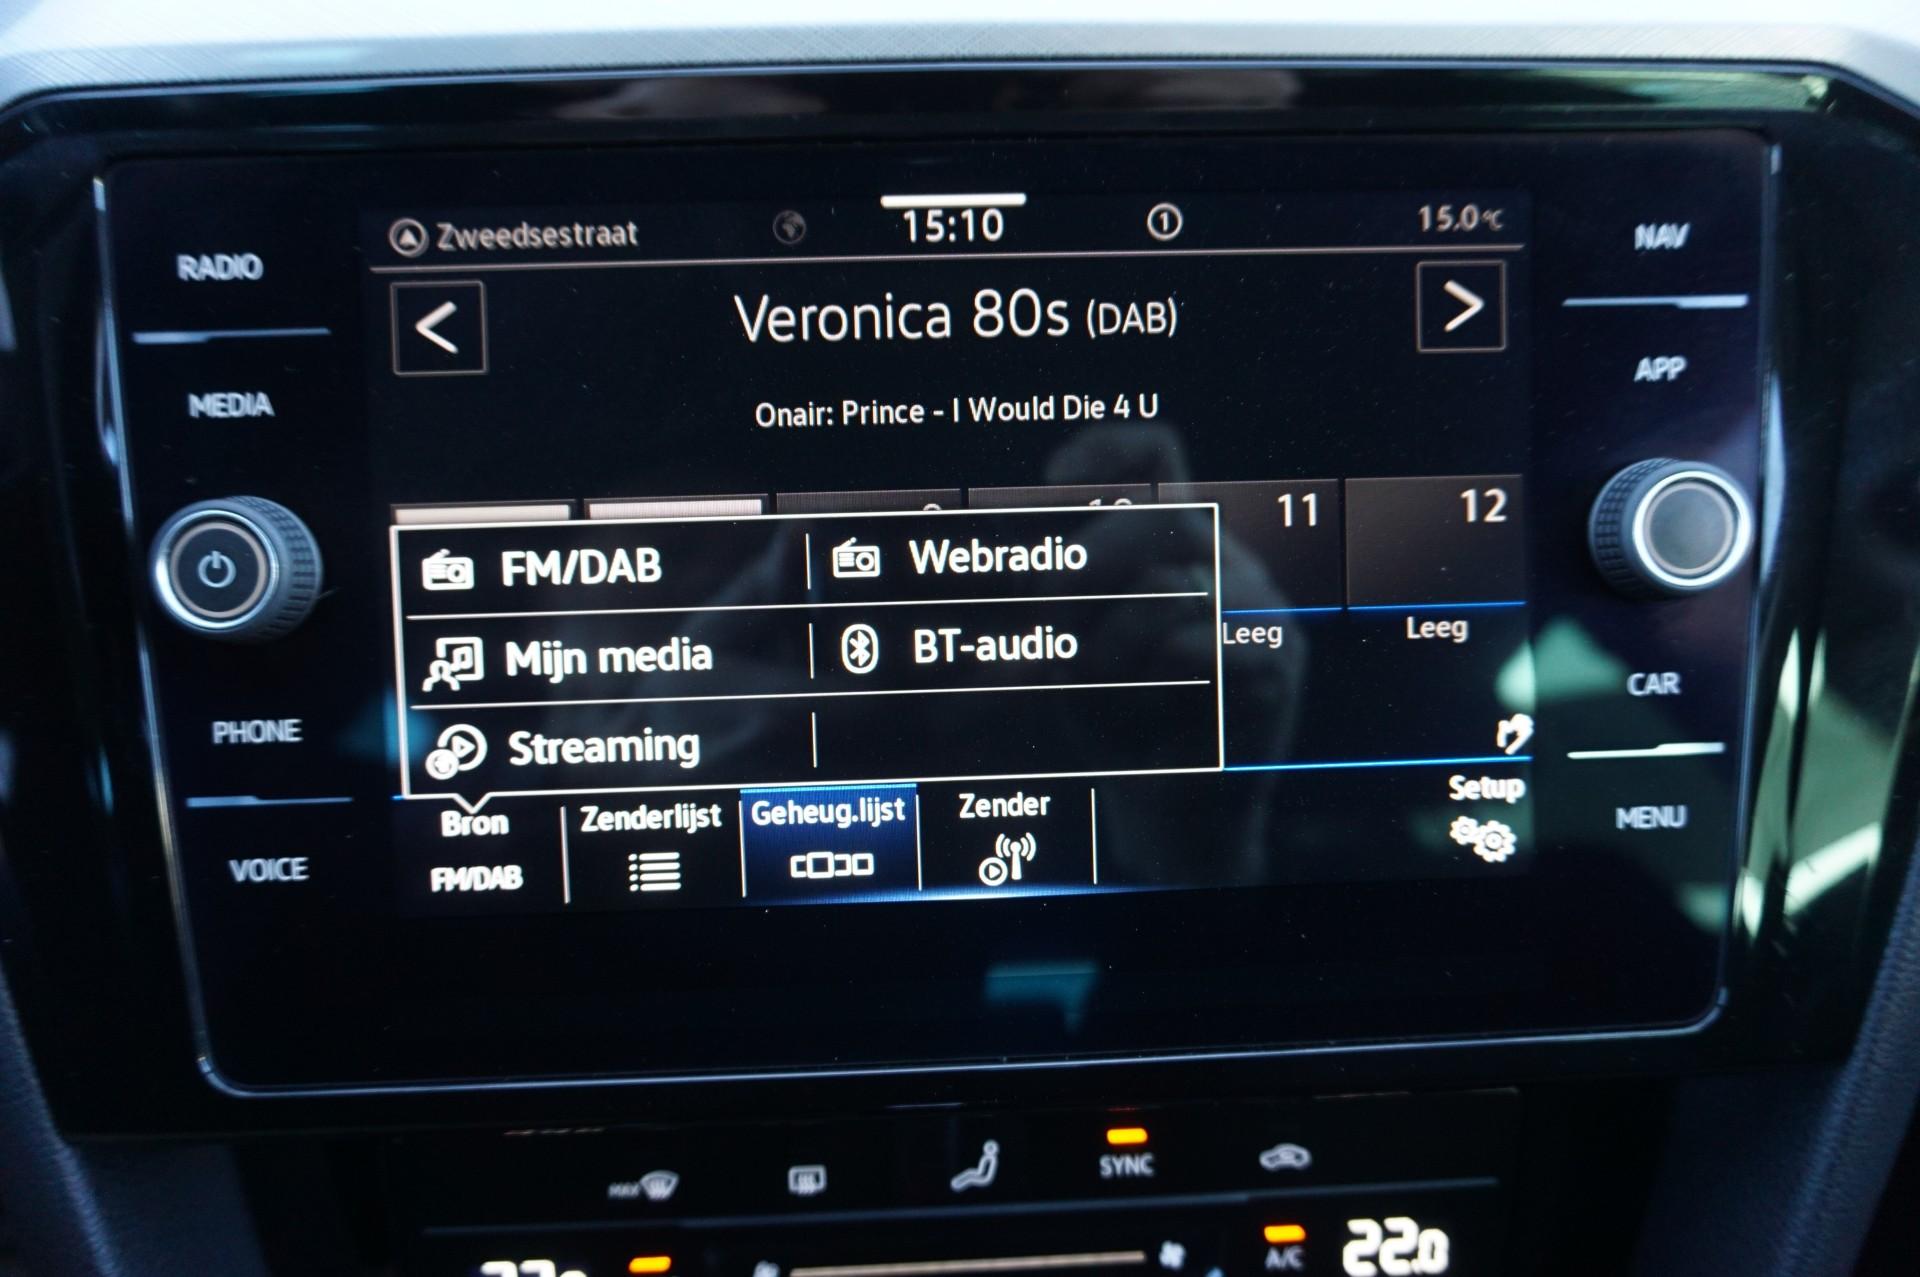 Zweedsestraat 15:10 1 15.0°C
RADIO
NAV
Veronica 80s (DAB)
APP
MEDIA
Onair: Prince - I Would Die 4 U
11 12
FM/DAB Webradio
Leeg Leeg
Mijn media BT-audio
CAR
PHONE
Streaming
Setup
Bron Zenderlijst Geheug.lijst Zender
MENU
VOICE
FM/DAB
SYNC
MAX
A/C 22.0